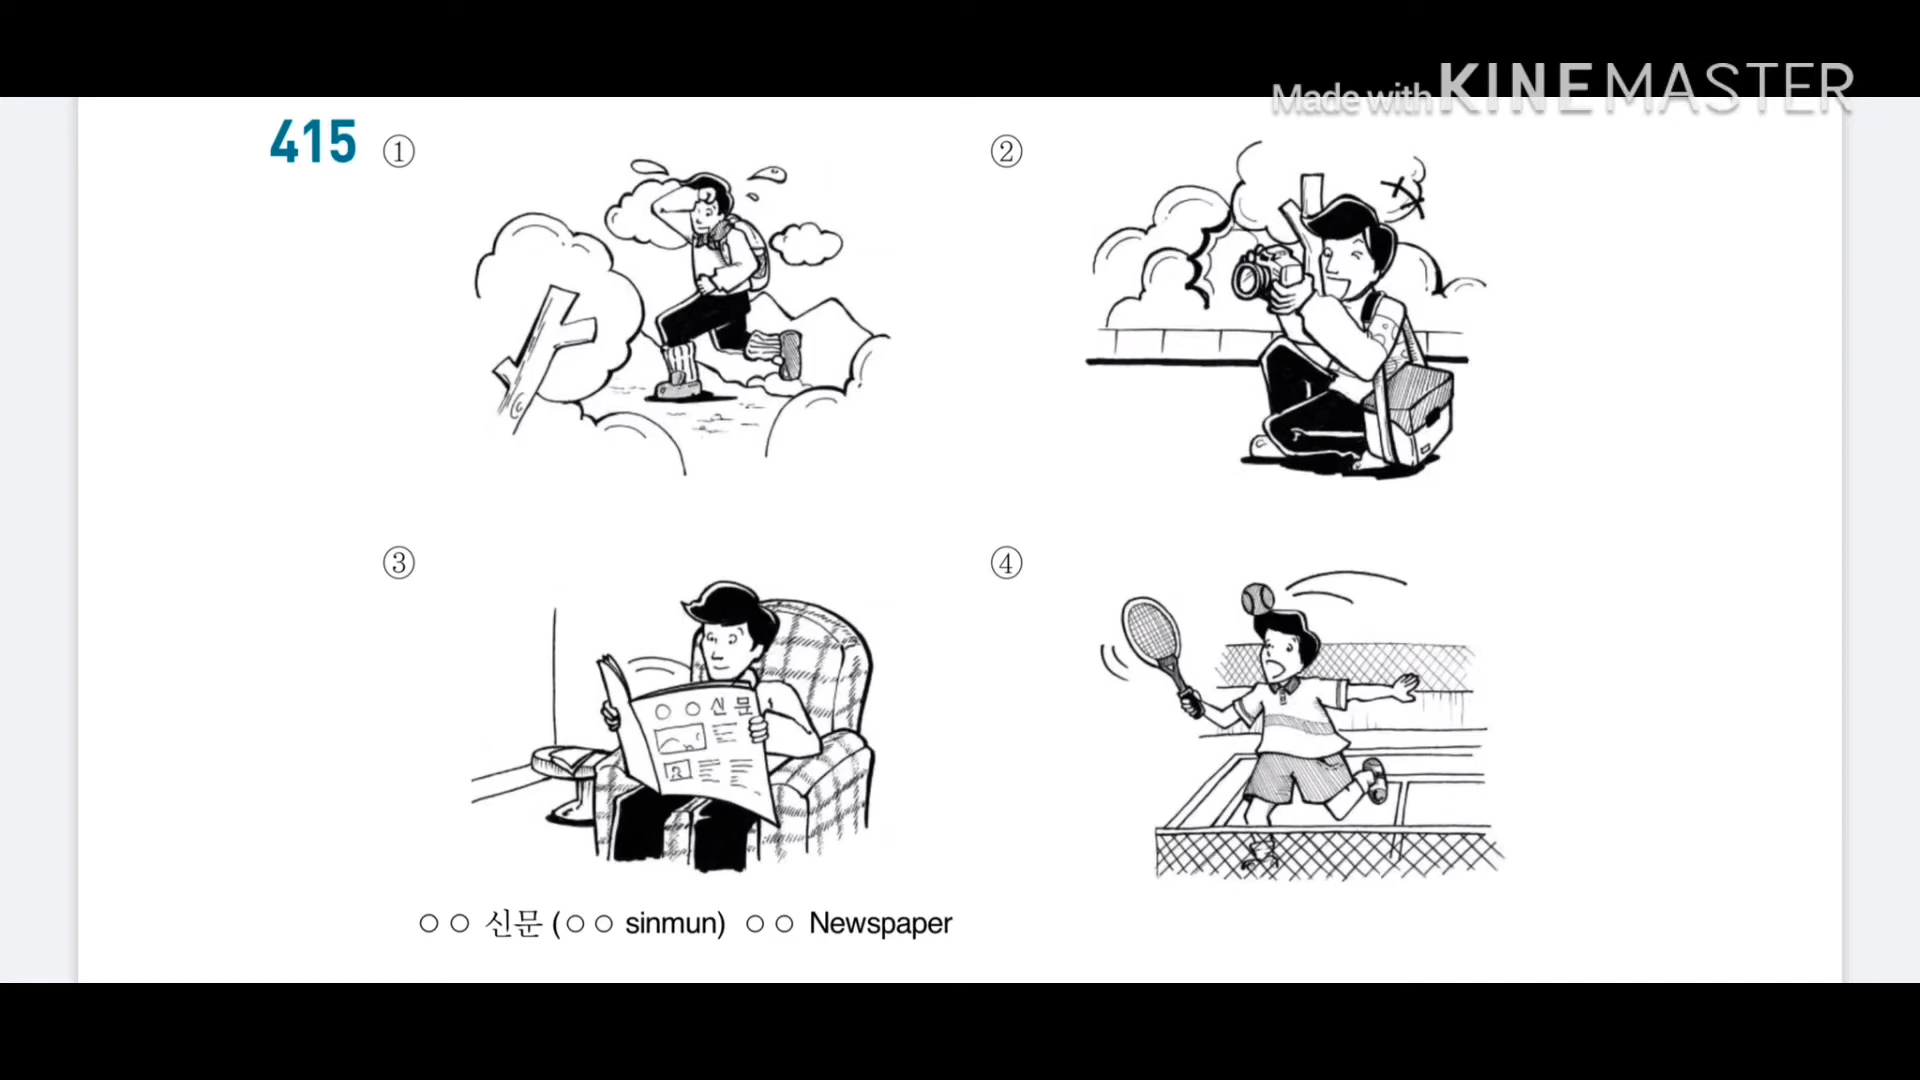 Made with KINEMASTER
415 ① ②
③ ④
○ ○ 신문
○ ○ 신문 (○ ○ sinmun) ○ ○ Newspaper